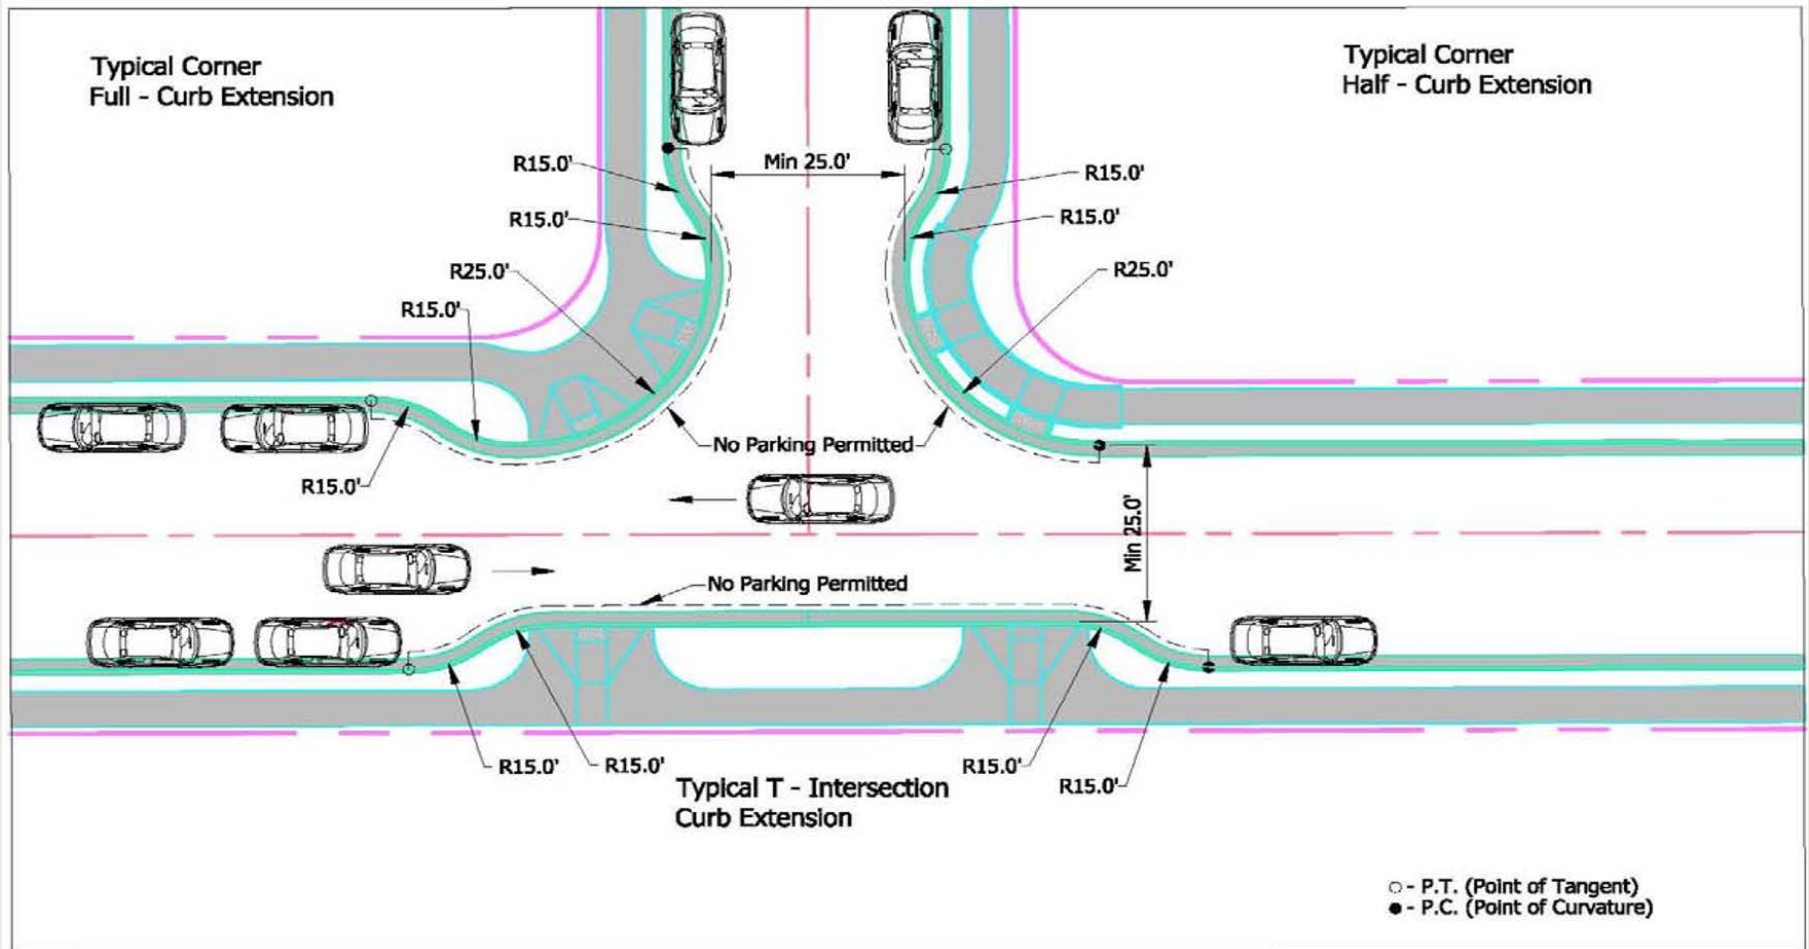 Typical Corner
Full - Curb Extension
Typical Corner
Half - Curb Extension
R15.0'
Min 25.0'
R15.0'
R15.0'
R15.0'
R25.0'
R25.0'
R15.0'
No Parking Permitted
R15.0'
Min 25.0'
No Parking Permitted
R15.0'
R15.0'
R15.0'
R15.0'
Typical T - Intersection
Curb Extension
○ - P.T. (Point of Tangent)
● - P.C. (Point of Curvature)